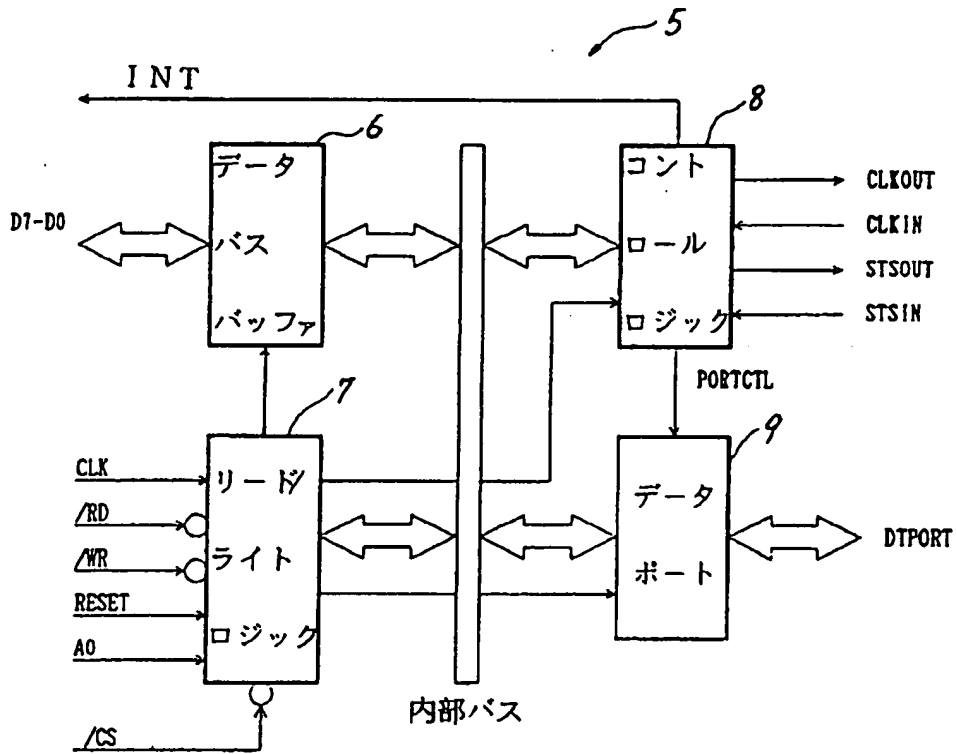 5
INT
6
8
データ
バス
バッファ
D7-D0
コント
ロール
ロジック
CLKOUT
CLKIN
STSOUT
STSIN
PORTCTL
7
9
CLK
/RD
/WR
RESET
A0
/CS
リード/
ライト
ロジック
データ
ポート
DTPORT
内部バス